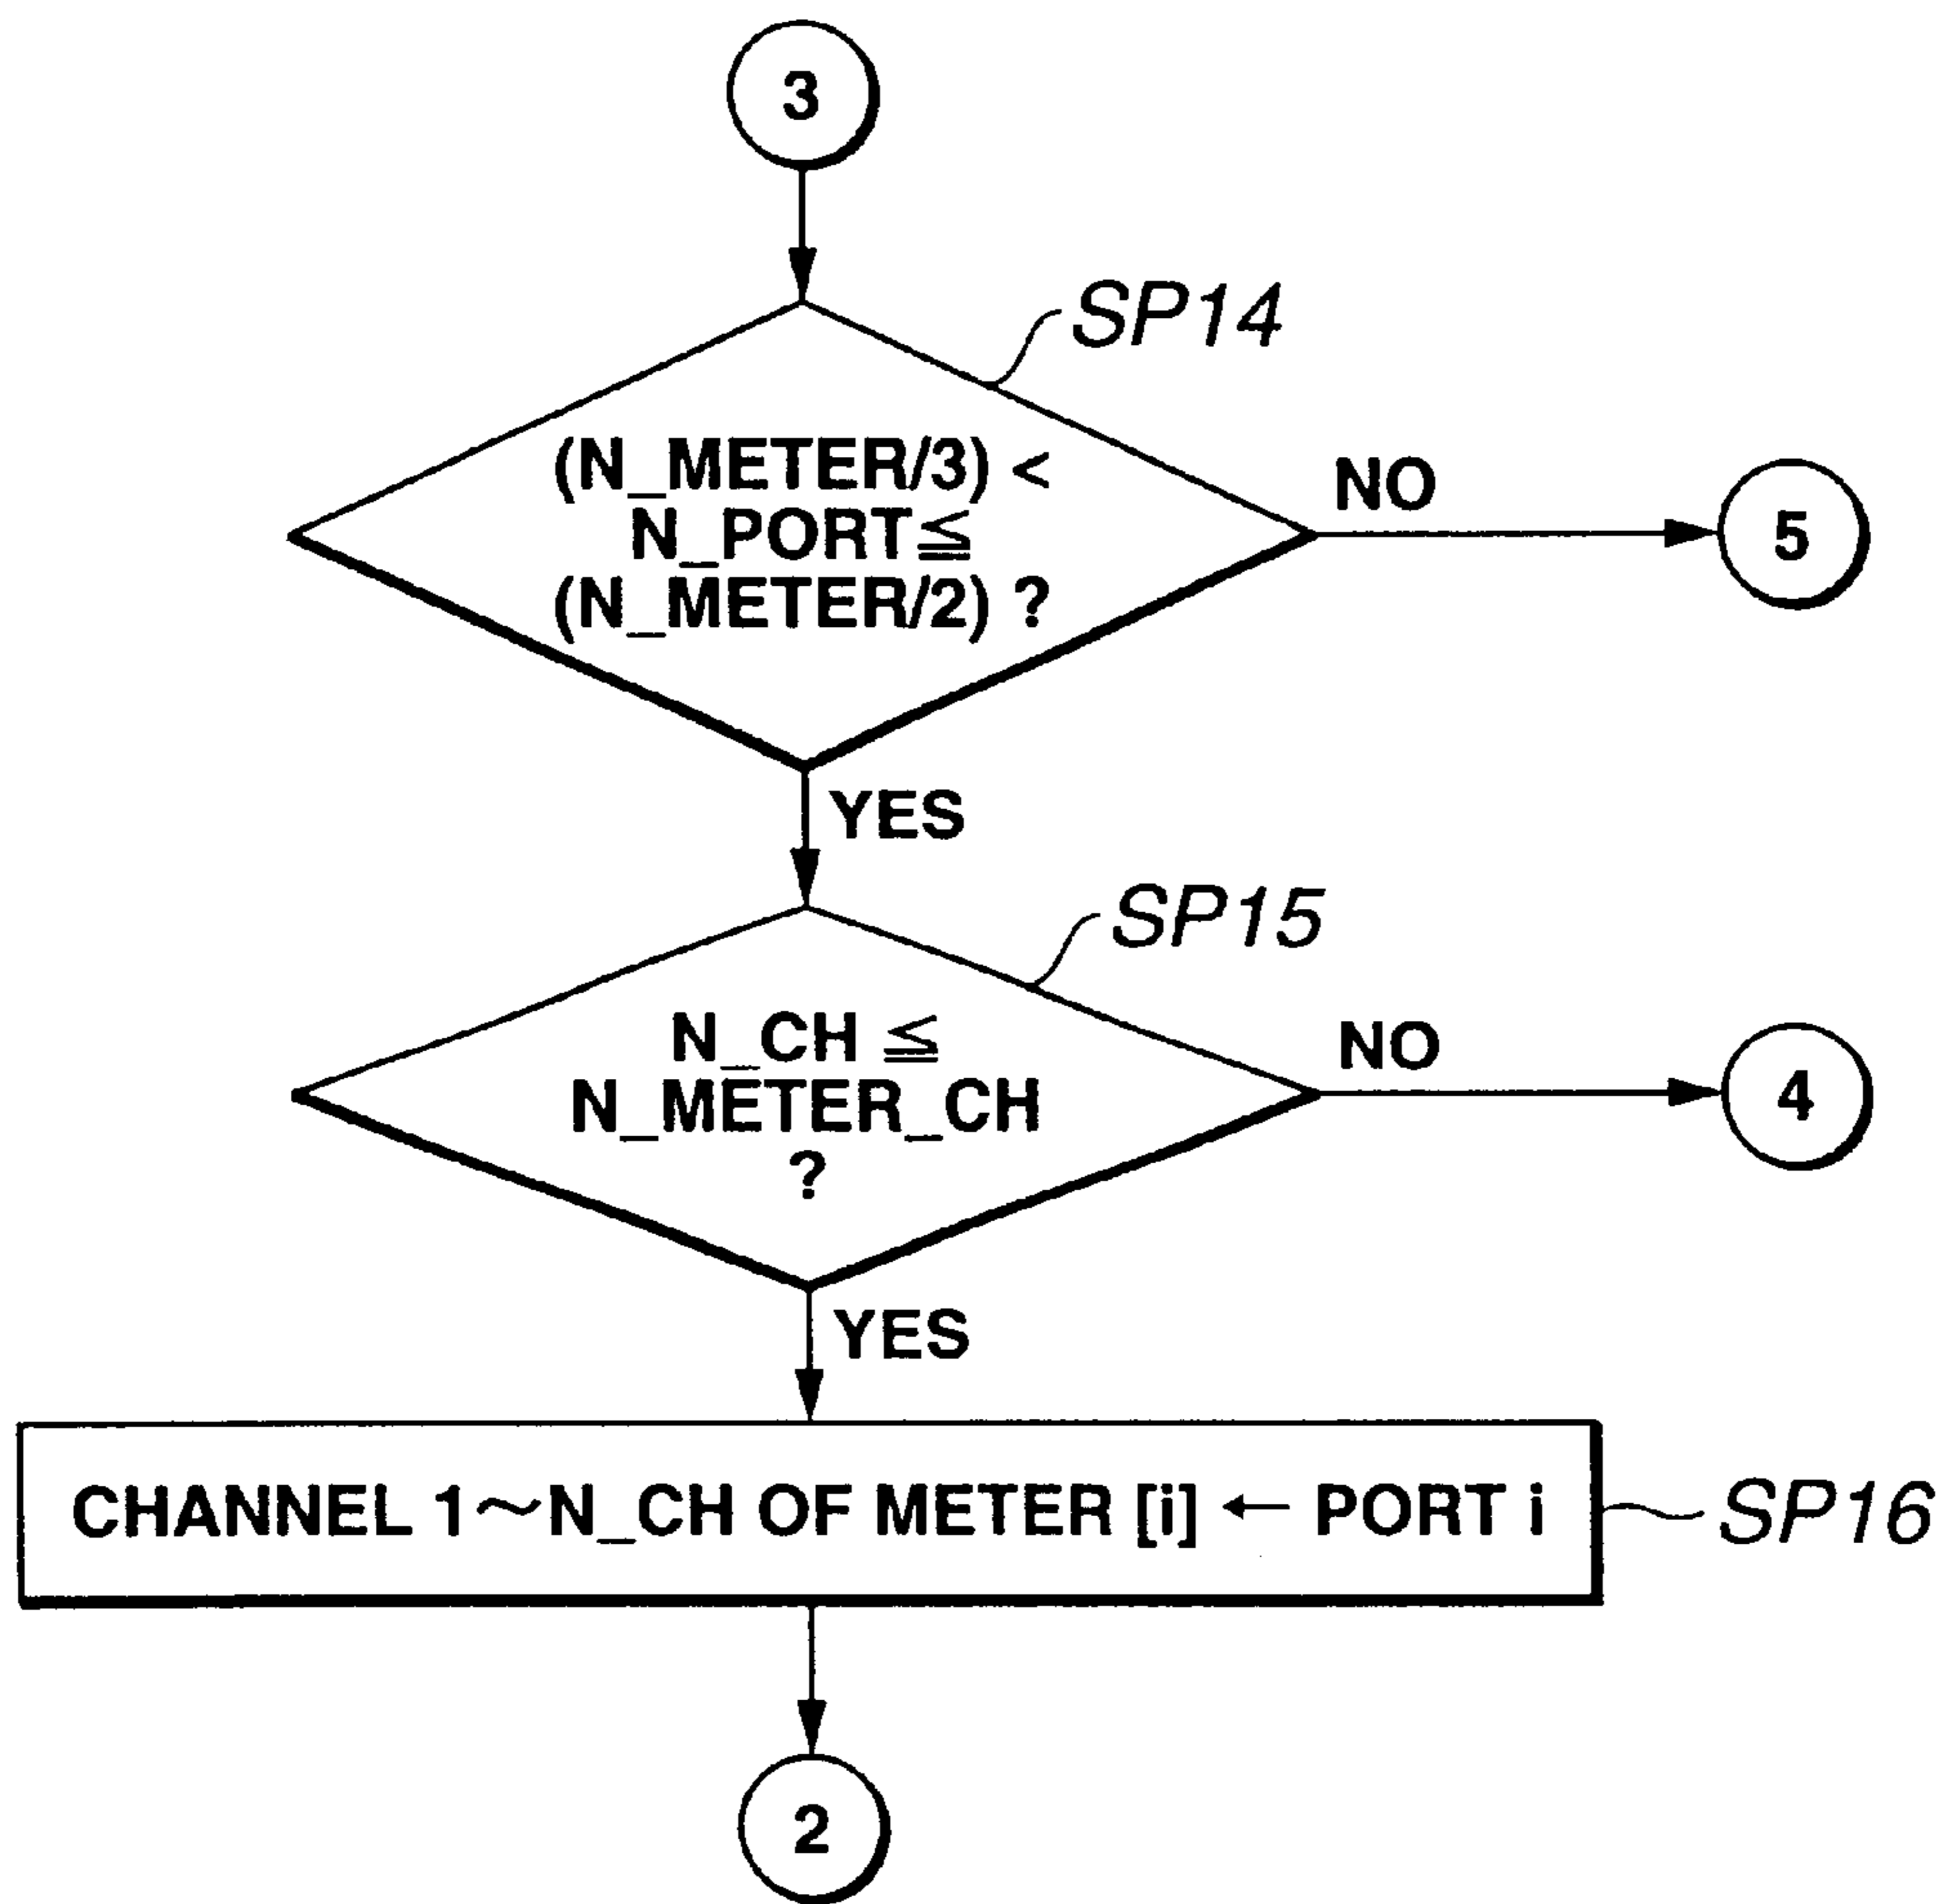 3
SP14
(N_METER/3) <
N_PORT≦
(N_METER/2) ?
NO
5
YES
SP15
N_CH ≦
N_METER_CH
?
NO
4
YES
CHANNEL 1~N_CH OF METER [i] ← PORT i
SP16
2